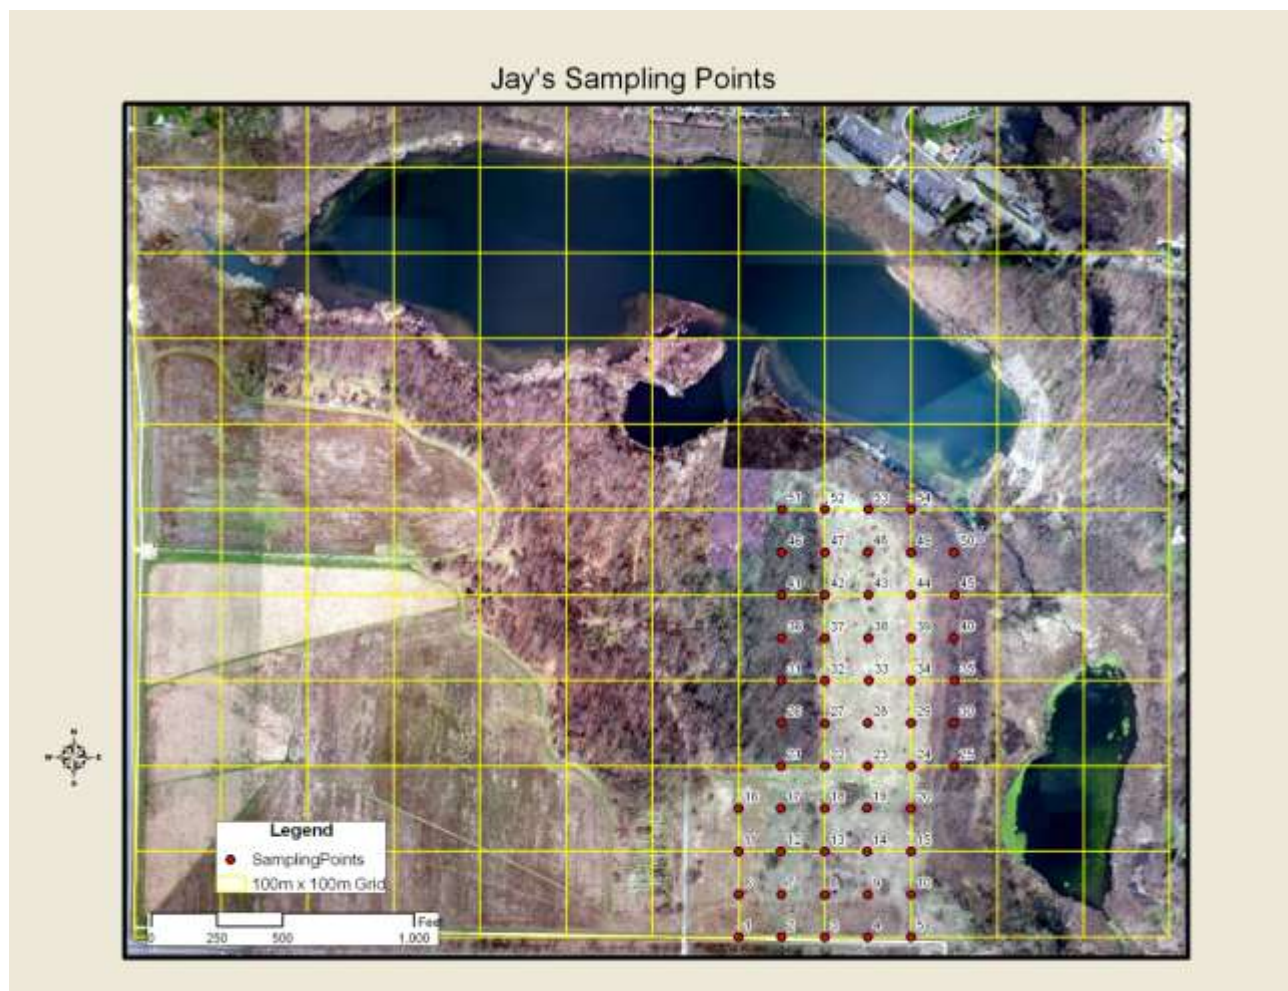 Jay's Sampling Points
51 52 53 54
46 47 48 49 50
41 42 43 44 45
36 37 38 39 40
31 32 33 34 35
26 27 28 29 30
21 22 23 24 25
16 17 18 19 20
11 12 13 14 15
6 7 8 9 10
1 2 3 4 5
Legend
SamplingPoints
100m x 100m Grid
Feet
0 250 500 1,000
N
W E
S